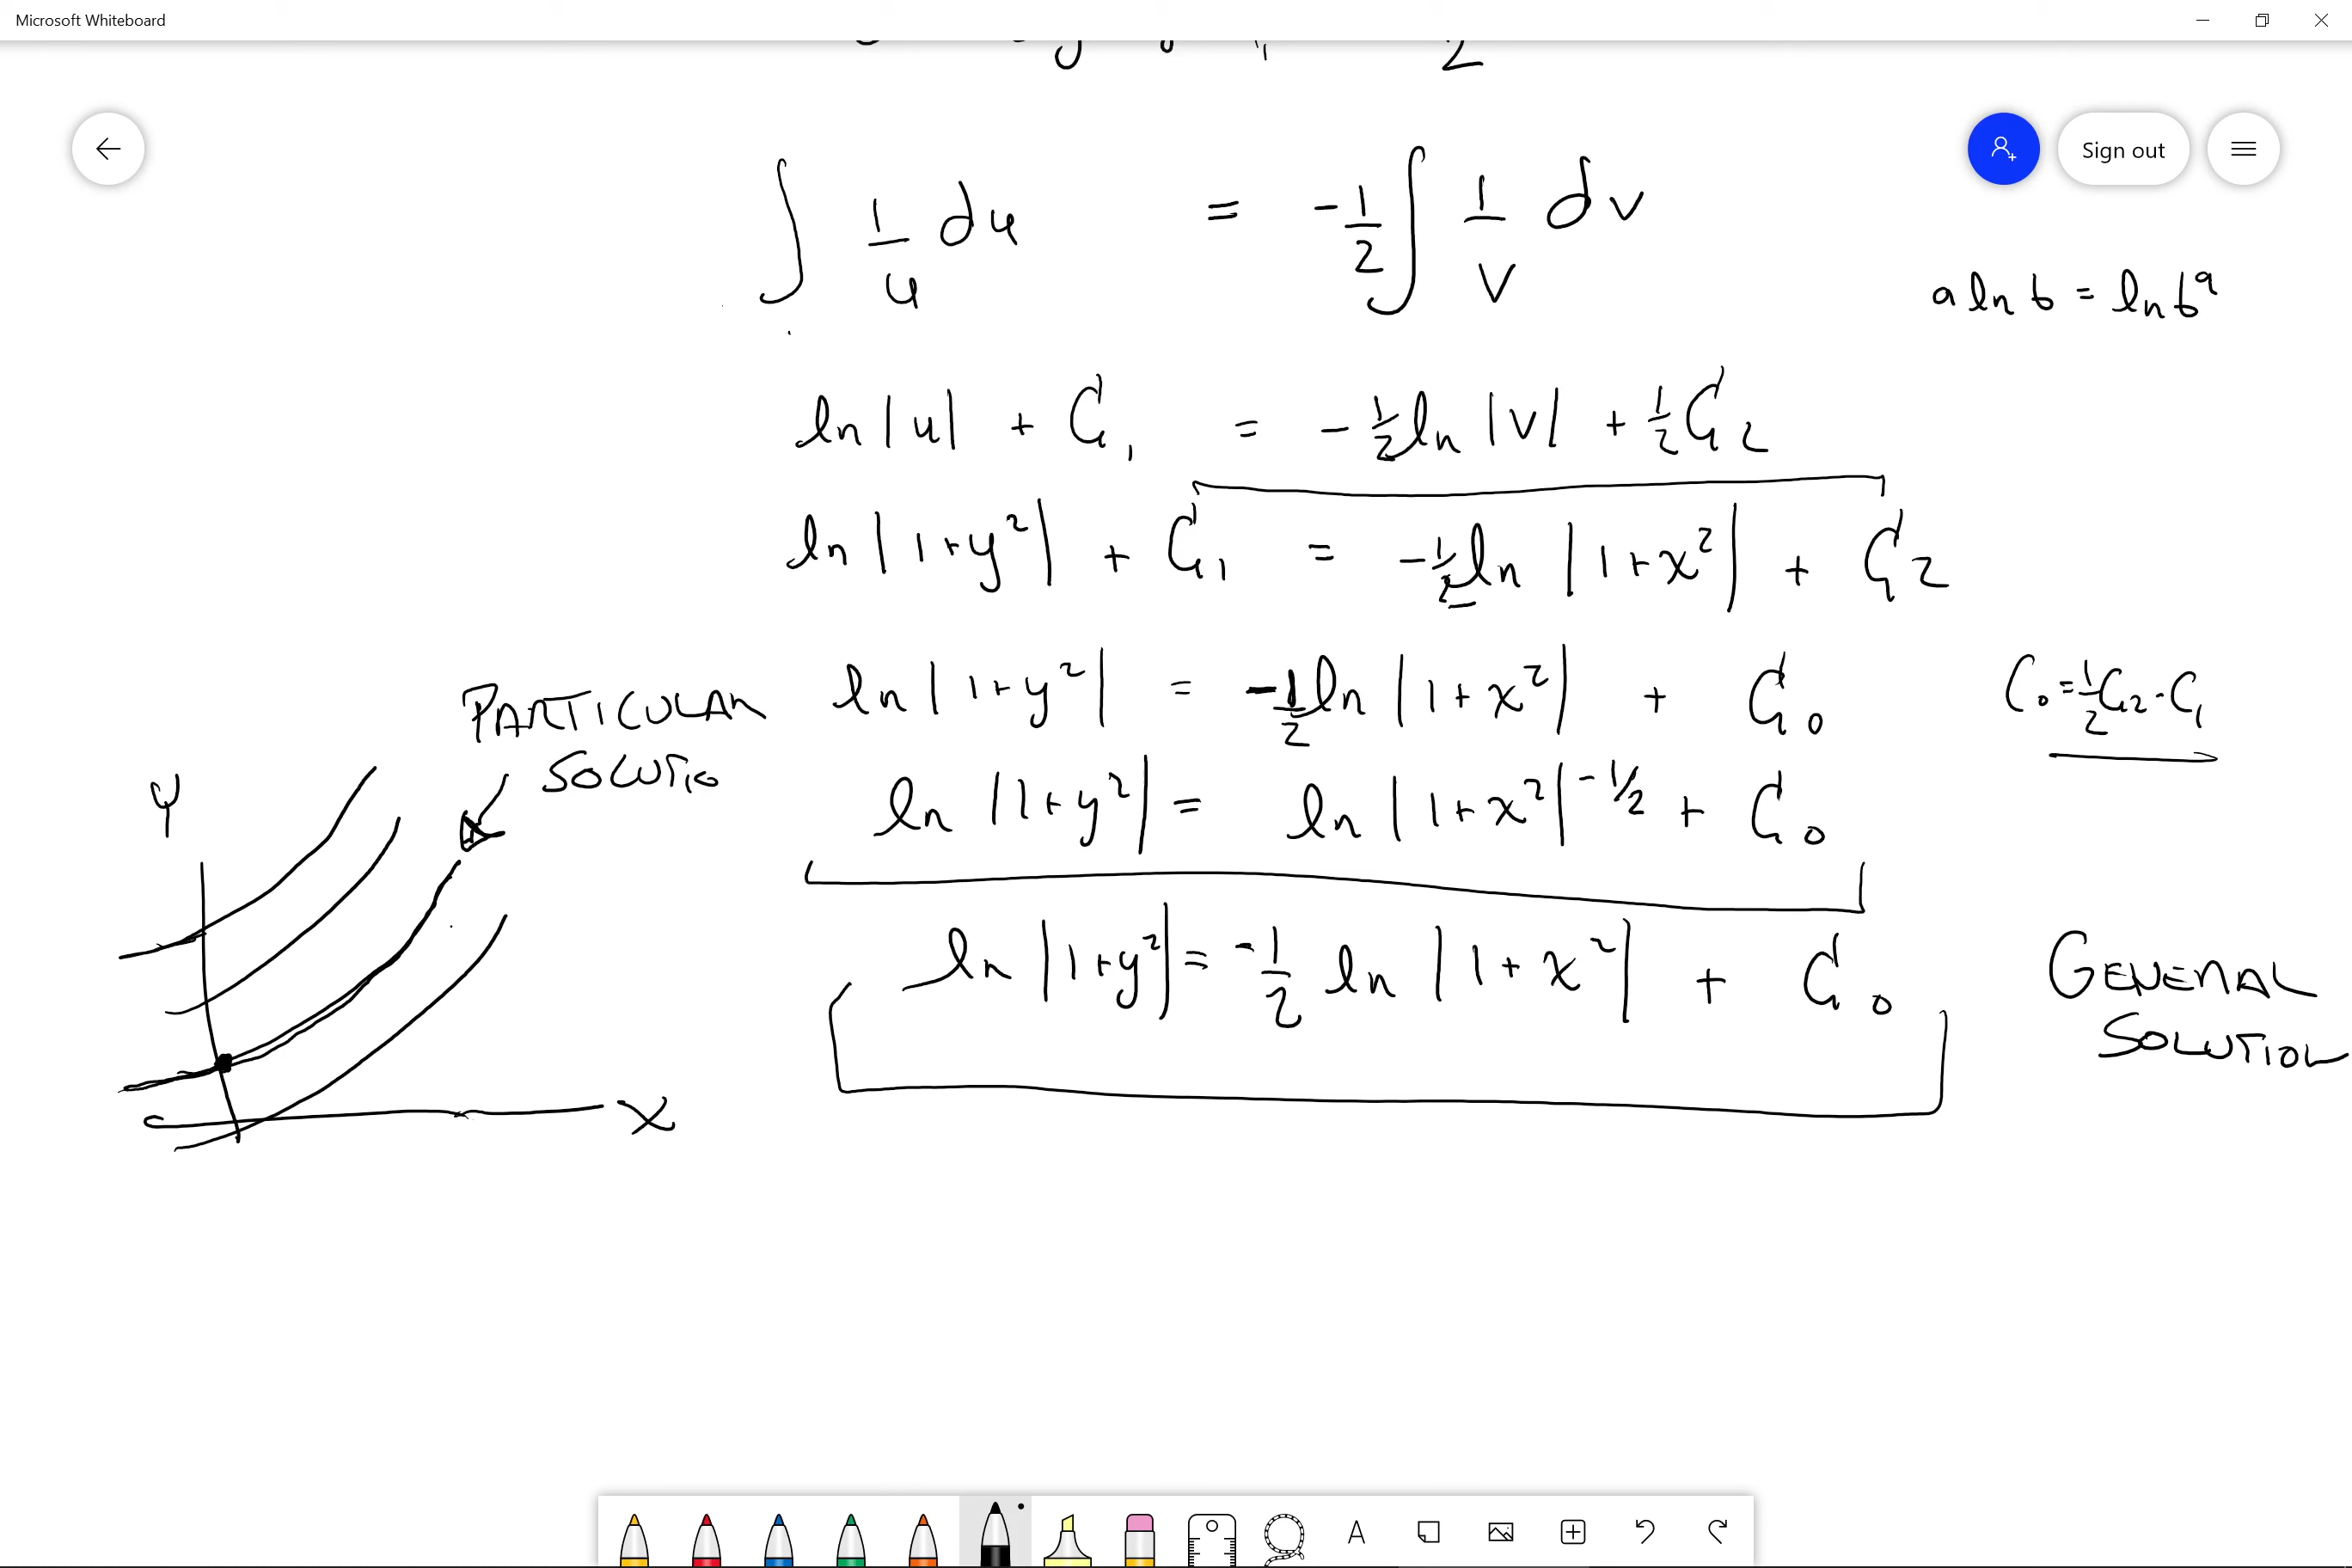 Microsoft Whiteboard
Sign out
∫ 1/u du = -1/2 ∫ 1/v dv
a ln b = ln b^a
ln|u| + C₁ = -1/2 ln|v| + 1/2 C₂
ln|1+y²| + C₁ = -1/2 ln|1+x²| + C₂
ln|1+y²| = -1/2 ln|1+x²| + C₀
C₀ = 1/2 C₂ - C₁
PARTICULAR
SOLUTIO
ln|1+y²| = ln|1+x²|^(-1/2) + C₀
Y
ln|1+y²| = -1/2 ln|1+x²| + C₀
GENERAL
SOLUTION
X